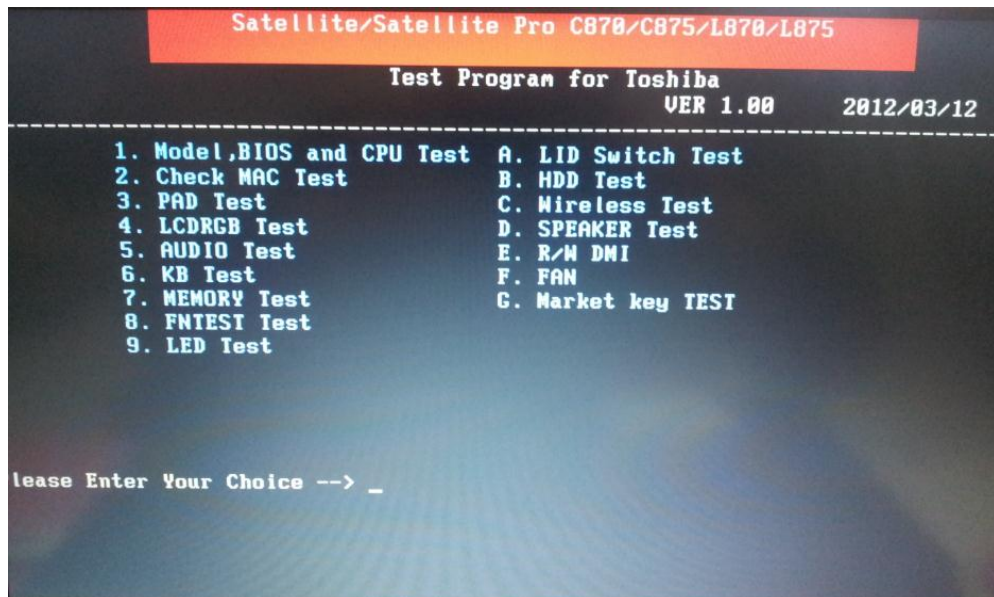 Satellite/Satellite Pro C870/C875/L870/L875
Test Program for Toshiba
VER 1.00 2012/03/12
1. Model,BIOS and CPU Test A. LID Switch Test
2. Check MAC Test B. HDD Test
3. PAD Test C. Wireless Test
4. LCDRGB Test D. SPEAKER Test
5. AUDIO Test E. R/W DMI
6. KB Test F. FAN
7. MEMORY Test G. Market key TEST
8. FNTEST Test
9. LED Test
lease Enter Your Choice --> _